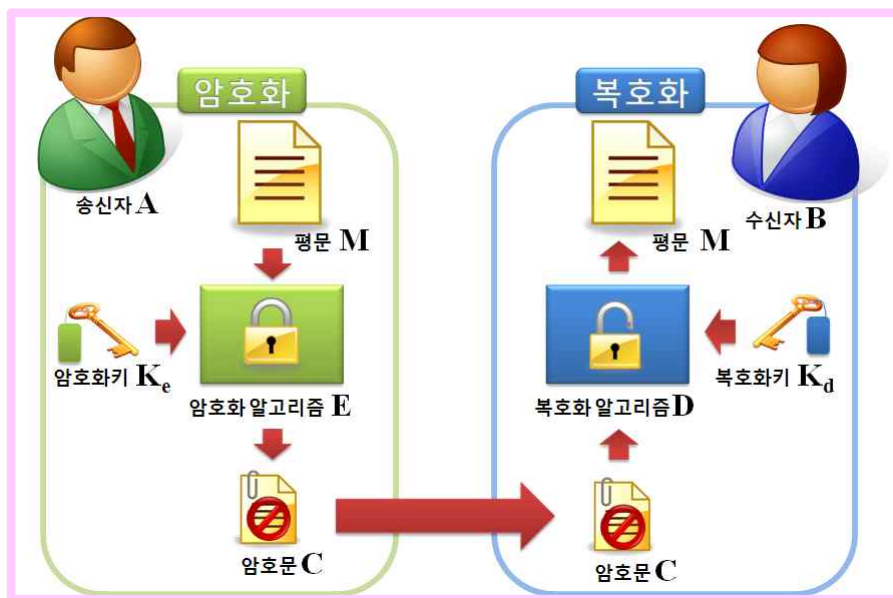 암호화
송신자 A
평문 M
암호화키 Ke
암호화 알고리즘 E
암호문 C
복호화
수신자 B
평문 M
복호화키 Kd
복호화 알고리즘 D
암호문 C